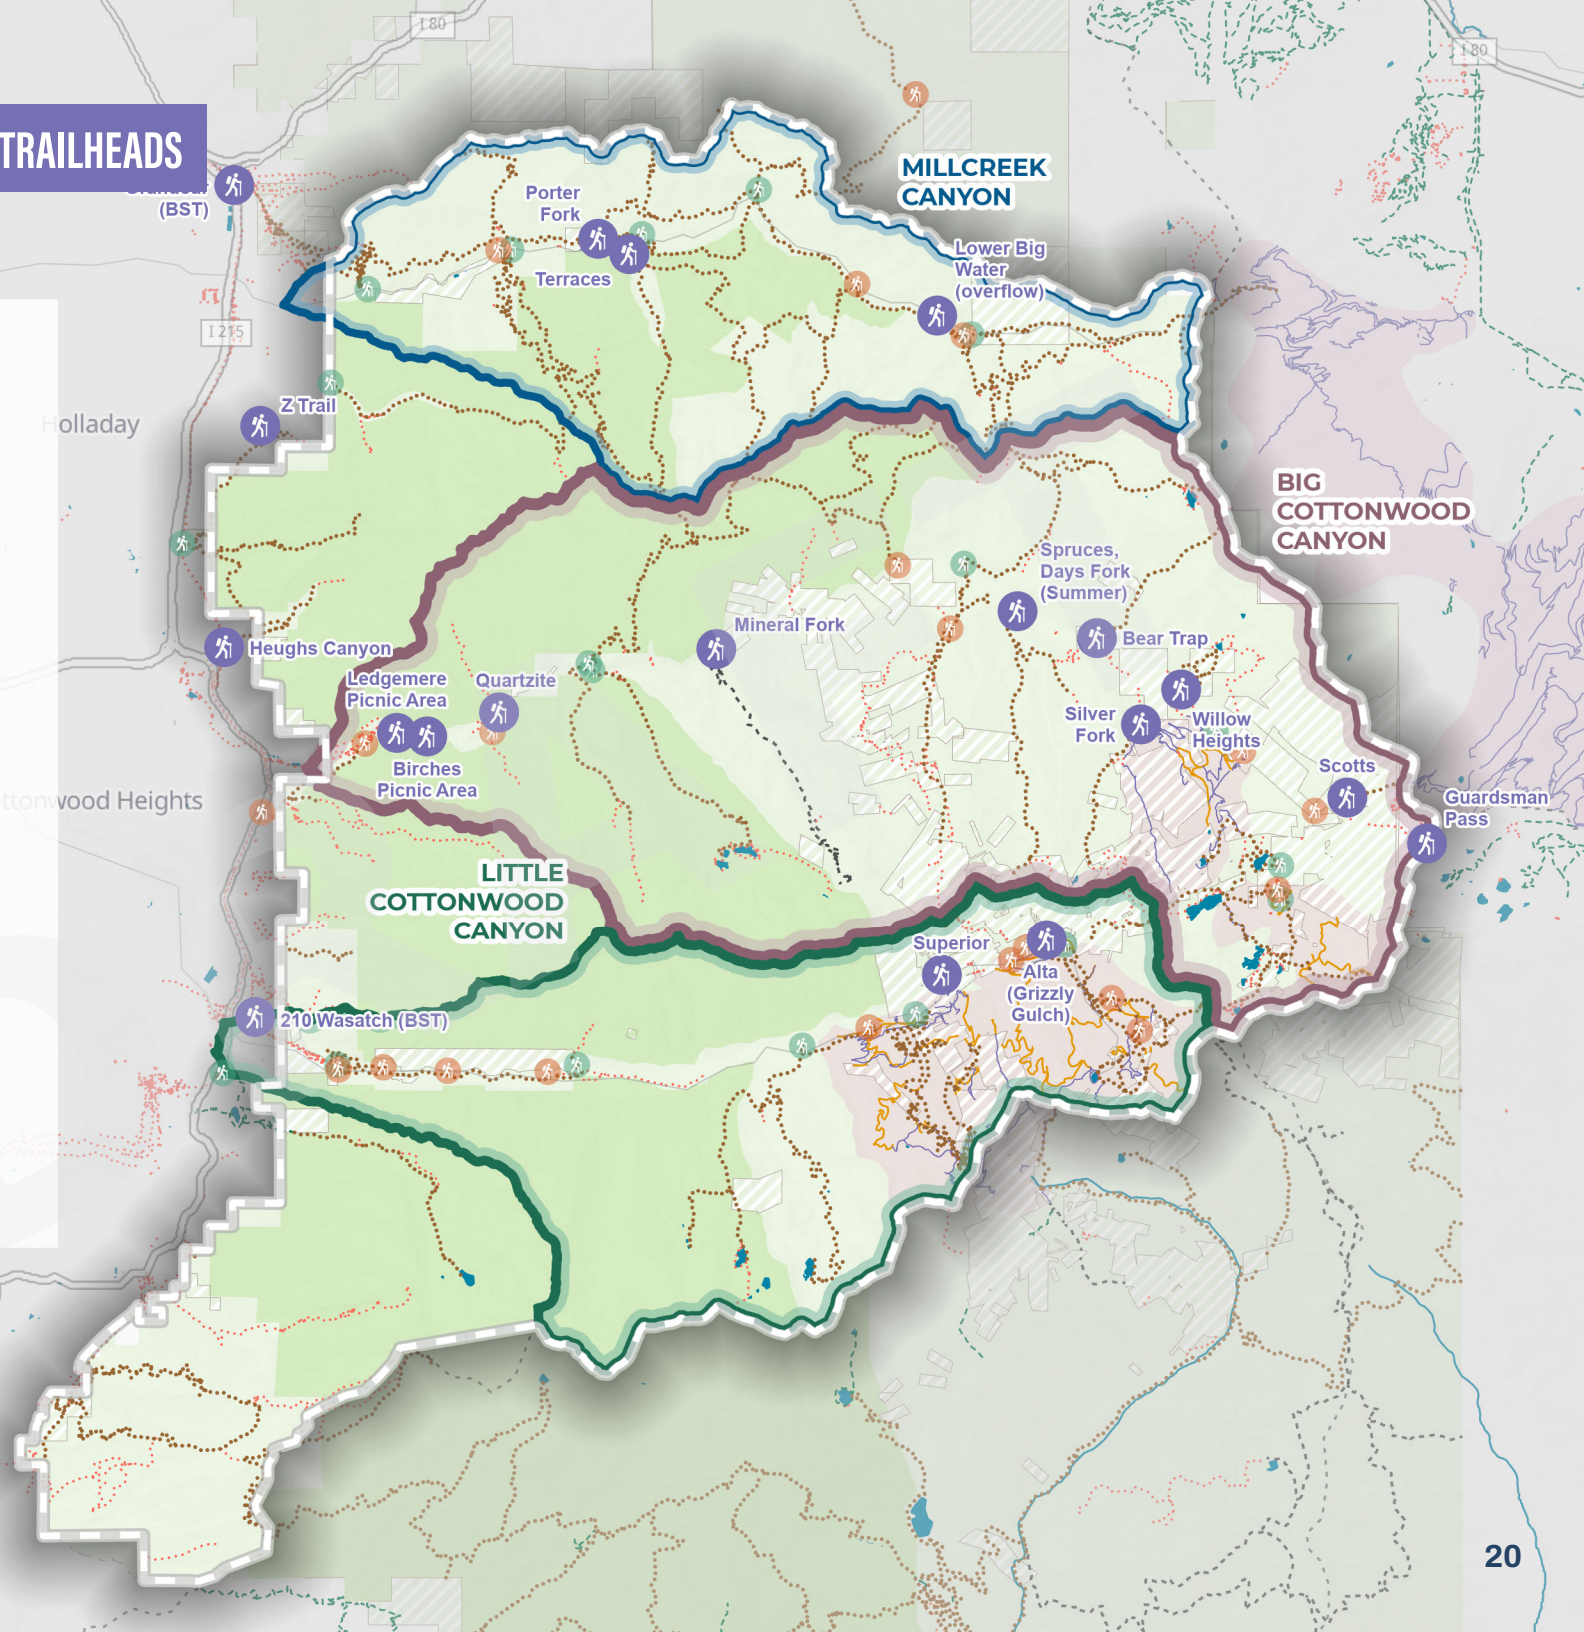 I 80
I 80
TRAILHEADS
(BST)
MILLCREEK
CANYON
Porter
Fork
Terraces
Lower Big
Water
(overflow)
I 215
Z Trail
Holladay
BIG
COTTONWOOD
CANYON
Spruces,
Days Fork
(Summer)
Mineral Fork
Bear Trap
Heughs Canyon
Ledgemere
Picnic Area
Quartzite
Silver
Fork
Willow
Heights
Birches
Picnic Area
Scotts
Guardsman
Pass
ttonwood Heights
LITTLE
COTTONWOOD
CANYON
Superior
Alta
(Grizzly
Gulch)
210 Wasatch (BST)
20